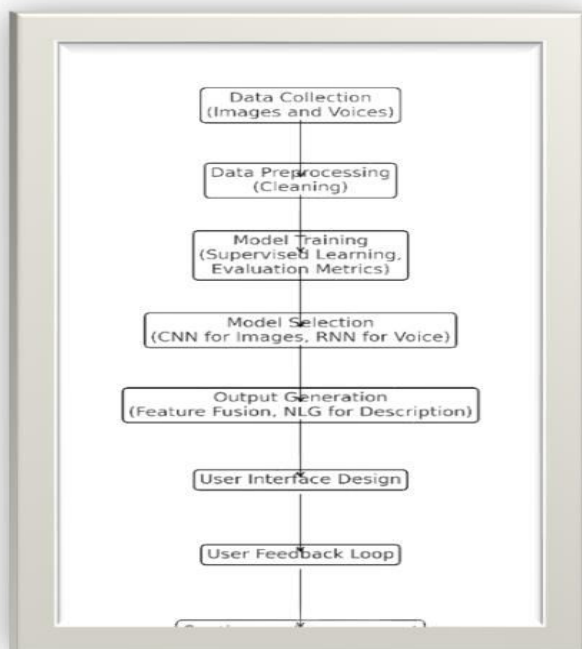 Data Collection
(Images and Voices)
Data Preprocessing
(Cleaning)
Model Training
(Supervised Learning,
Evaluation Metrics)
Model Selection
(CNN for Images, RNN for Voice)
Output Generation
(Feature Fusion, NLG for Description)
User Interface Design
User Feedback Loop